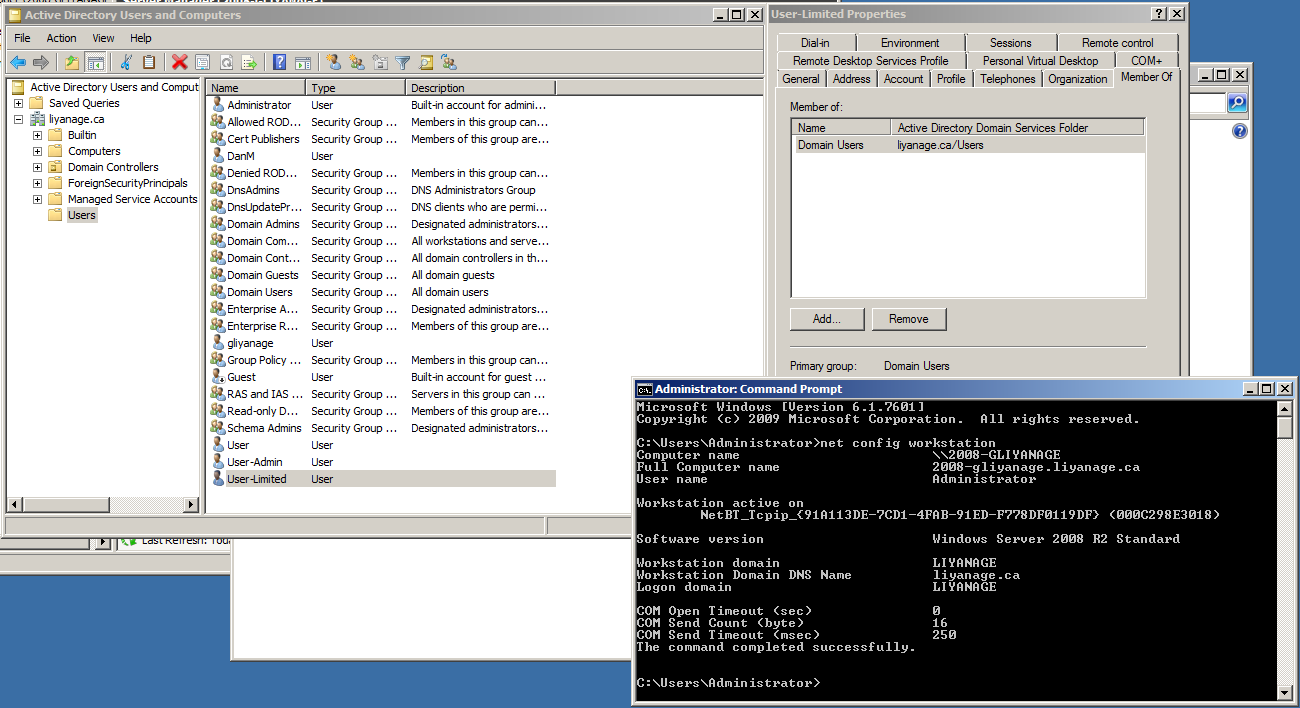 Active Directory Users and Computers
File Action View Help
Active Directory Users and Comput
Saved Queries
liyanage.ca
Builtin
Computers
Domain Controllers
ForeignSecurityPrincipals
Managed Service Accounts
Users
Name Type Description
Administrator User Built-in account for admini...
Allowed ROD... Security Group ... Members in this group can...
Cert Publishers Security Group ... Members of this group are...
DanM User
Denied ROD... Security Group ... Members in this group can...
DnsAdmins Security Group ... DNS Administrators Group
DnsUpdatePr... Security Group ... DNS clients who are permi...
Domain Admins Security Group ... Designated administrators...
Domain Com... Security Group ... All workstations and serve...
Domain Cont... Security Group ... All domain controllers in th...
Domain Guests Security Group ... All domain guests
Domain Users Security Group ... All domain users
Enterprise A... Security Group ... Designated administrators...
Enterprise R... Security Group ... Members of this group are...
gliyanage User
Group Policy ... Security Group ... Members in this group can...
Guest User Built-in account for guest ...
RAS and IAS ... Security Group ... Servers in this group can ...
Read-only D... Security Group ... Members of this group are...
Schema Admins Security Group ... Designated administrators...
User User
User-Admin User
User-Limited User
Last Refresh: Toda
User-Limited Properties
Dial-in Environment Sessions Remote control
Remote Desktop Services Profile Personal Virtual Desktop COM+
General Address Account Profile Telephones Organization Member Of
Member of:
Name Active Directory Domain Services Folder
Domain Users liyanage.ca/Users
Add... Remove
Primary group: Domain Users
Administrator: Command Prompt
Microsoft Windows [Version 6.1.7601]
Copyright (c) 2009 Microsoft Corporation. All rights reserved.
C:\Users\Administrator>net config workstation
Computer name \\2008-GLIYANAGE
Full Computer name 2008-gliyanage.liyanage.ca
User name Administrator
Workstation active on
NetBT_Tcpip_{91A113DE-7CD1-4FAB-91ED-F778DF0119DF} (000C298E3018)
Software version Windows Server 2008 R2 Standard
Workstation domain LIYANAGE
Workstation Domain DNS Name liyanage.ca
Logon domain LIYANAGE
COM Open Timeout (sec) 0
COM Send Count (byte) 16
COM Send Timeout (msec) 250
The command completed successfully.
C:\Users\Administrator>